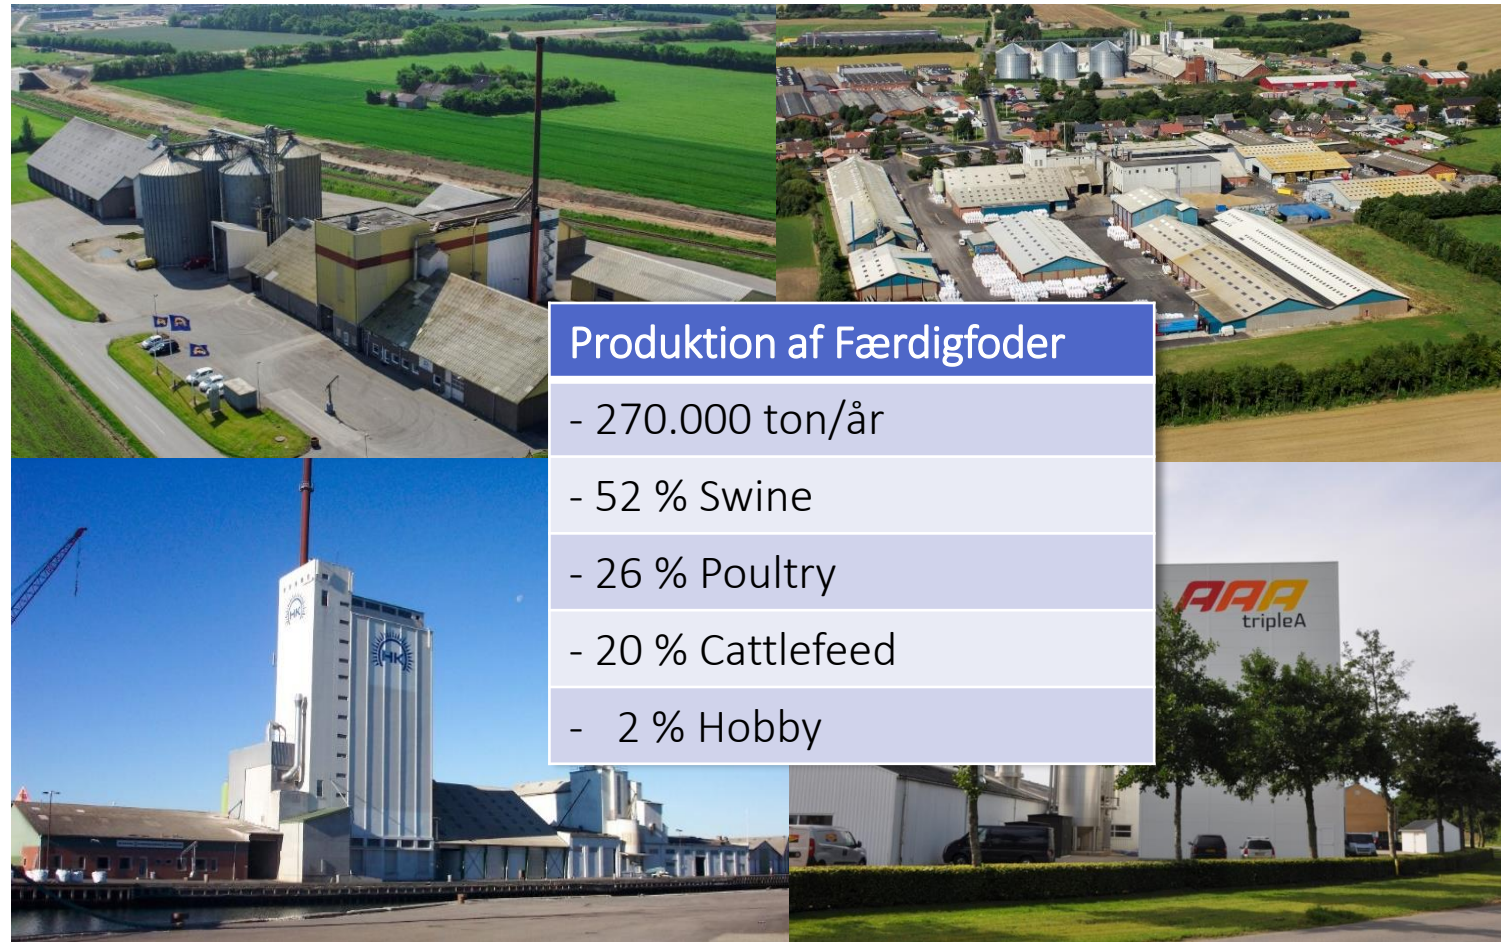 Produktion af Færdigfoder
- 270.000 ton/år
- 52 % Swine
- 26 % Poultry
- 20 % Cattlefeed
- 2 % Hobby
HK
HK
AAA
tripleA